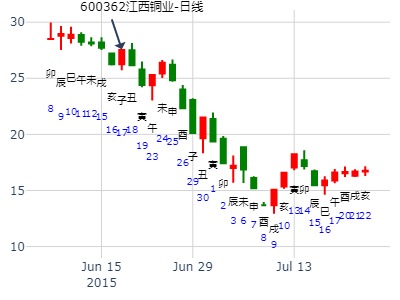 600362江西铜业-日线
30
25
20
15
10
卯 辰 巳 午 未 戌 亥 子 丑 寅 午 未 申 酉 子 丑 寅 卯 辰 未 申 酉 戌 亥 寅 卯 辰 巳 午 酉 戌 亥
8 9 10 11 12 15 16 17 18 19 23 24 25 26 29 30 1 2 3 6 7 8 9 10 13 14 15 16 17 20 21 22
Jun 15 Jun 29 Jul 13
2015